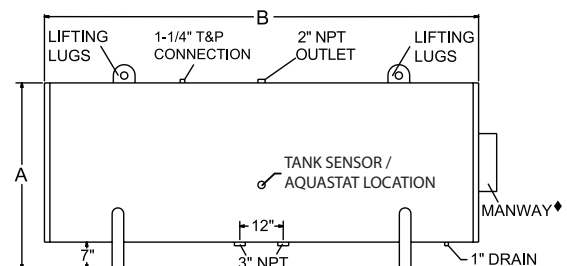 B
LIFTING
LUGS
1-1/4" T&P
CONNECTION
2" NPT
OUTLET
LIFTING
LUGS
A
TANK SENSOR /
AQUASTAT LOCATION
MANWAY♦
12"
7"
3" NPT
1" DRAIN